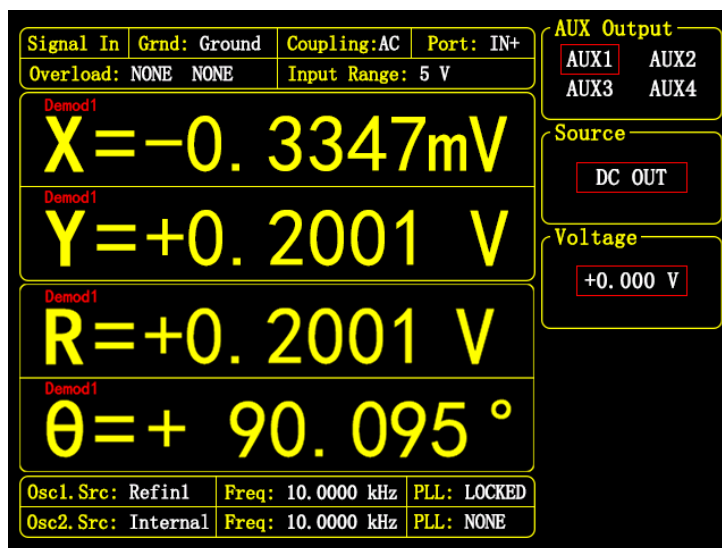 Signal In Grnd: Ground Coupling:AC Port: IN+
Overload: NONE NONE Input Range: 5 V
Demod1
X=-0.3347mV
Demod1
Y=+0.2001 V
Demod1
R=+0.2001 V
Demod1
θ=+ 90.095°
Osc1.Src: Refin1 Freq: 10.0000 kHz PLL: LOCKED
Osc2.Src: Internal Freq: 10.0000 kHz PLL: NONE
AUX Output
AUX1 AUX2
AUX3 AUX4
Source
DC OUT
Voltage
+0.000 V